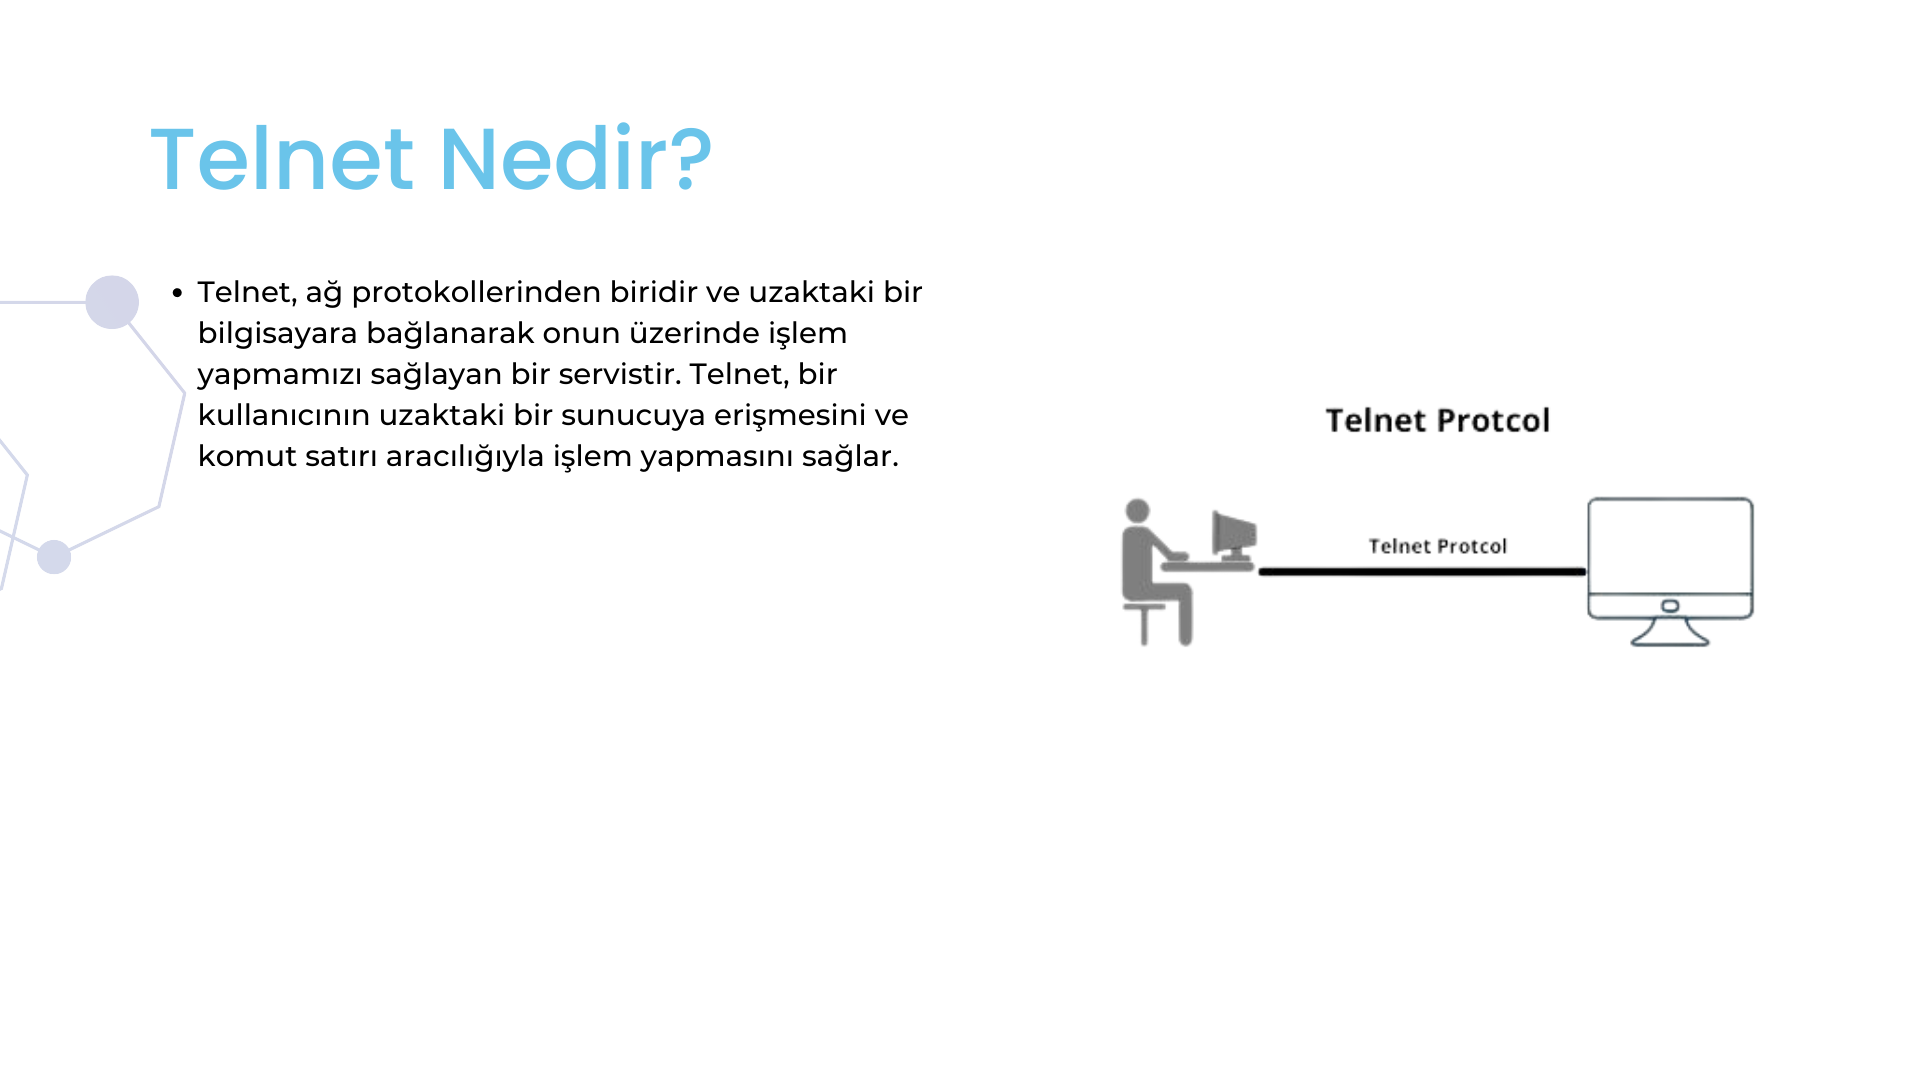 Telnet Nedir?
• Telnet, ağ protokollerinden biridir ve uzaktaki bir
bilgisayara bağlanarak onun üzerinde işlem
yapmamızı sağlayan bir servistir. Telnet, bir
kullanıcının uzaktaki bir sunucuya erişmesini ve
komut satırı aracılığıyla işlem yapmasını sağlar.
Telnet Protcol
Telnet Protcol